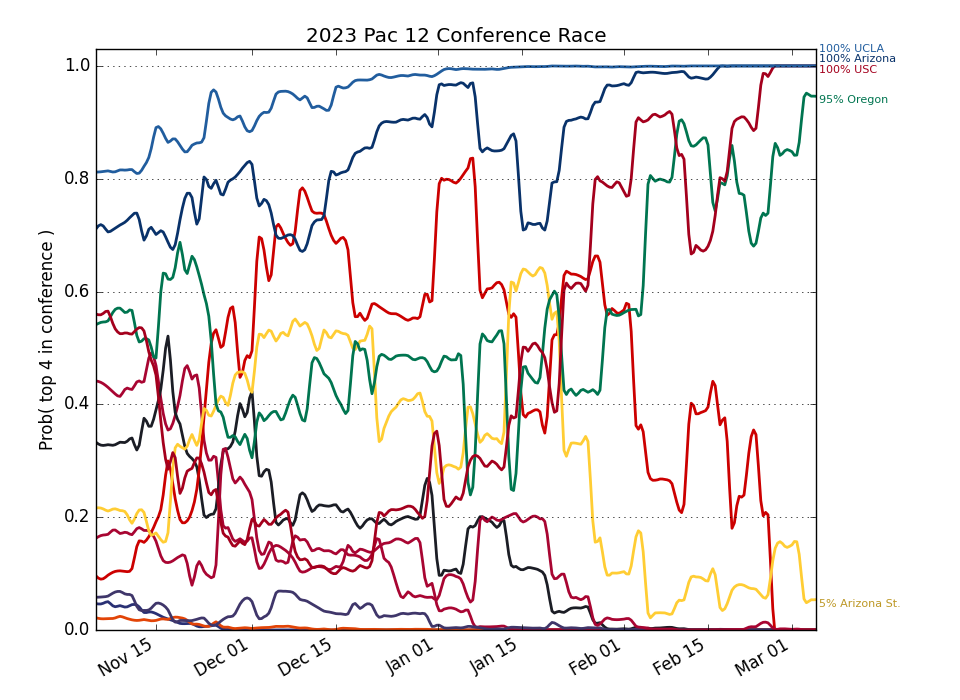 2023 Pac 12 Conference Race
100% UCLA
100% Arizona
100% USC
95% Oregon
5% Arizona St.
Prob( top 4 in conference )
1.0
0.8
0.6
0.4
0.2
0.0
Nov 15
Dec 01
Dec 15
Jan 01
Jan 15
Feb 01
Feb 15
Mar 01